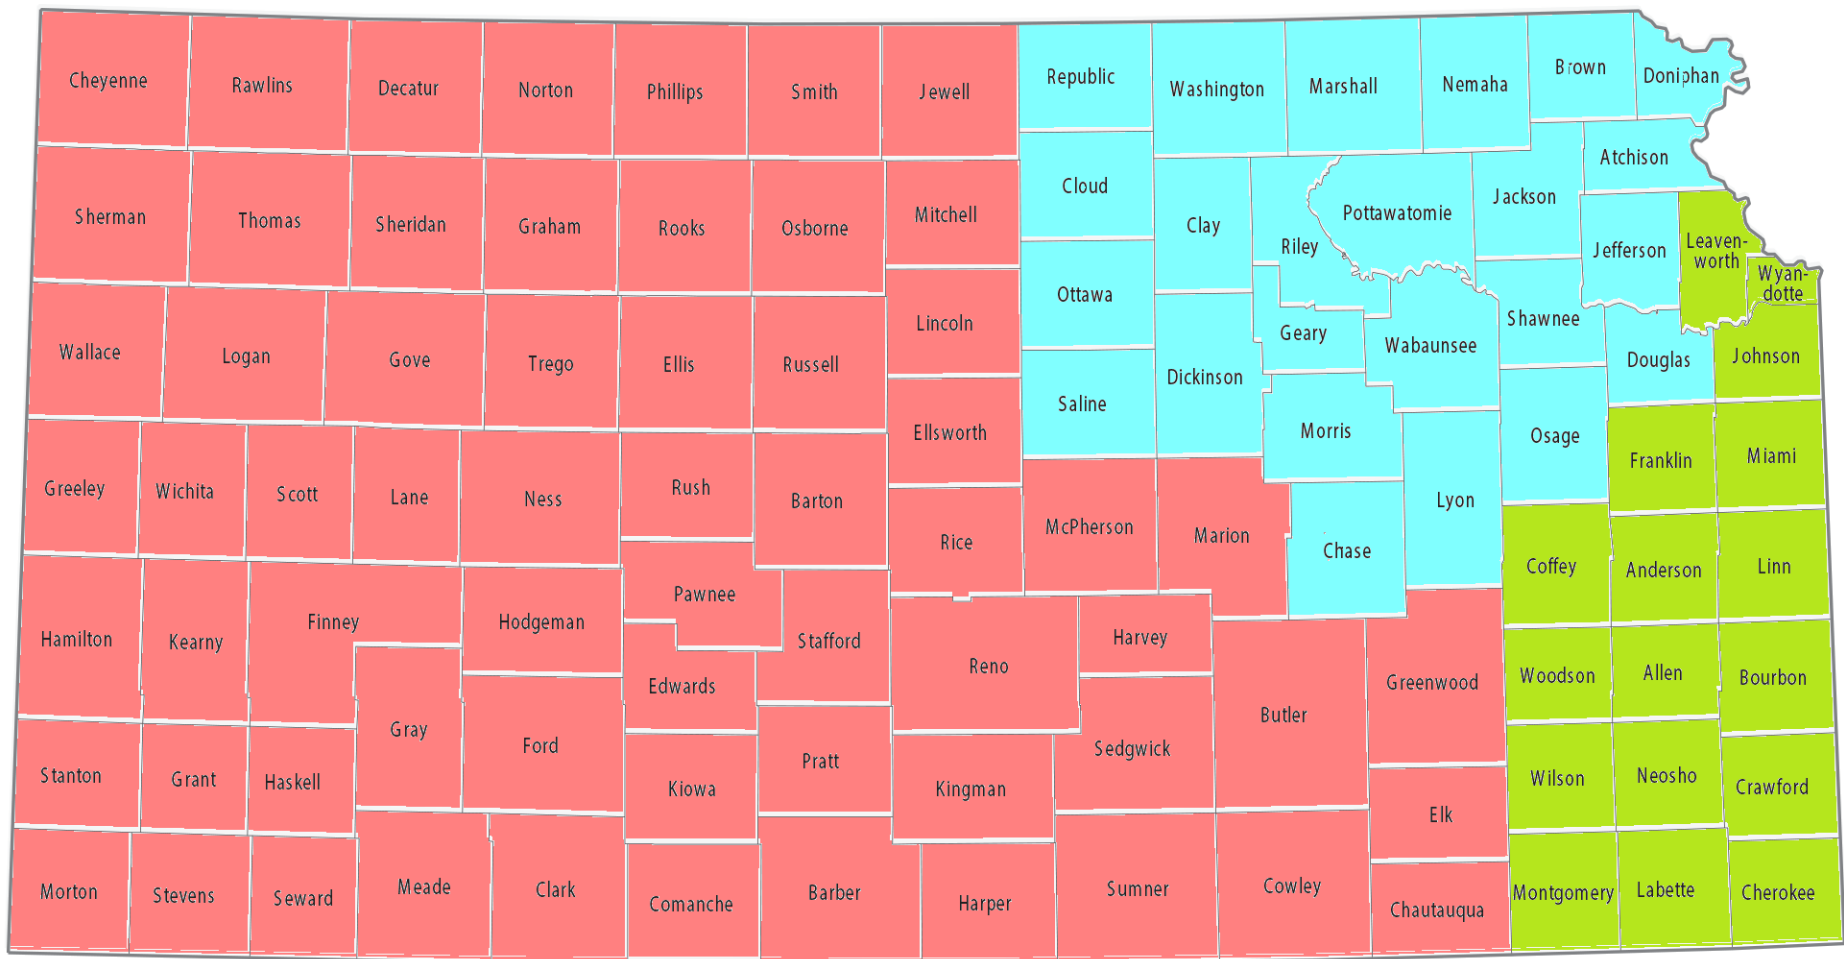 Cheyenne
Rawlins
Decatur
Norton
Phillips
Smith
Jewell
Republic
Washington
Marshall
Nemaha
Brown
Doniphan
Sherman
Thomas
Sheridan
Graham
Rooks
Osborne
Mitchell
Cloud
Clay
Riley
Pottawatomie
Jackson
Atchison
Jefferson
Leaven-
worth
Wyan-
dotte
Wallace
Logan
Gove
Trego
Ellis
Russell
Lincoln
Ottawa
Saline
Dickinson
Geary
Wabaunsee
Shawnee
Douglas
Johnson
Greeley
Wichita
Scott
Lane
Ness
Rush
Barton
Ellsworth
Rice
McPherson
Marion
Morris
Chase
Lyon
Osage
Franklin
Miami
Hamilton
Kearny
Finney
Hodgeman
Pawnee
Stafford
Edwards
Reno
Harvey
Butler
Greenwood
Coffey
Anderson
Linn
Woodson
Allen
Bourbon
Stanton
Grant
Haskell
Gray
Ford
Kiowa
Pratt
Kingman
Sedgwick
Elk
Wilson
Neosho
Crawford
Morton
Stevens
Seward
Meade
Clark
Comanche
Barber
Harper
Sumner
Cowley
Chautauqua
Montgomery
Labette
Cherokee